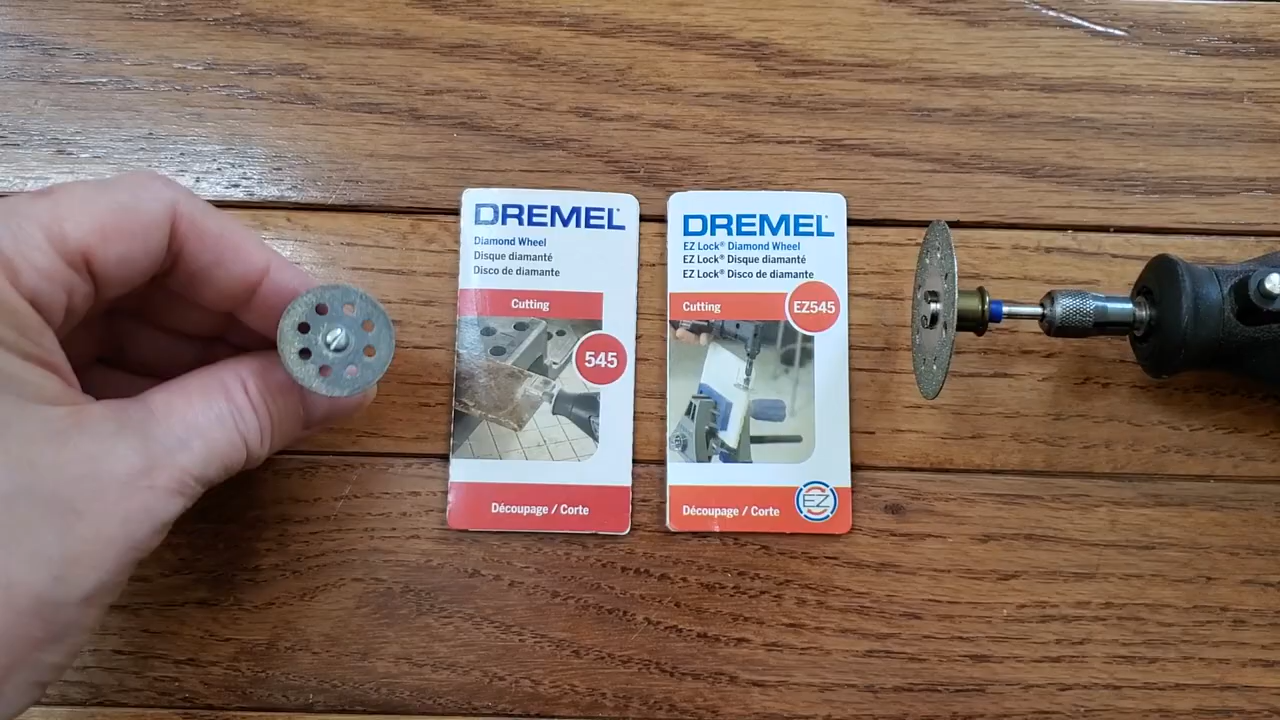 DREMEL®
Diamond Wheel
Disque diamanté
Disco de diamante
Cutting
545
Découpage / Corte
DREMEL®
EZ Lock® Diamond Wheel
EZ Lock® Disque diamanté
EZ Lock® Disco de diamante
Cutting
EZ545
Découpage / Corte
EZ